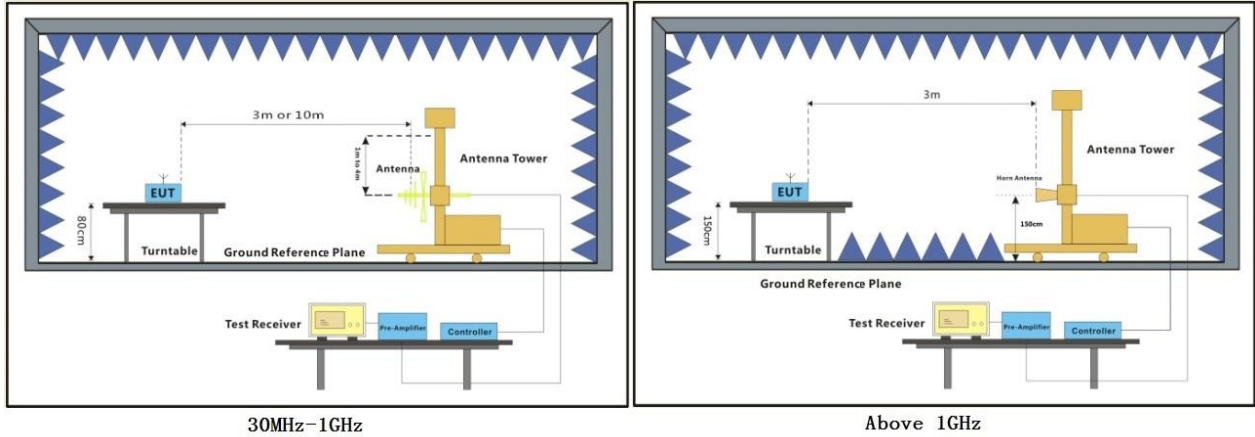 3m or 10m
1m to 4m
Antenna
Antenna Tower
EUT
80cm
Turntable
Ground Reference Plane
Test Receiver
Pre-Amplifier
Controller
30MHz-1GHz
3m
Antenna Tower
Horn Antenna
EUT
150cm
150cm
Turntable
Ground Reference Plane
Test Receiver
Pre-Amplifier
Controller
Above 1GHz